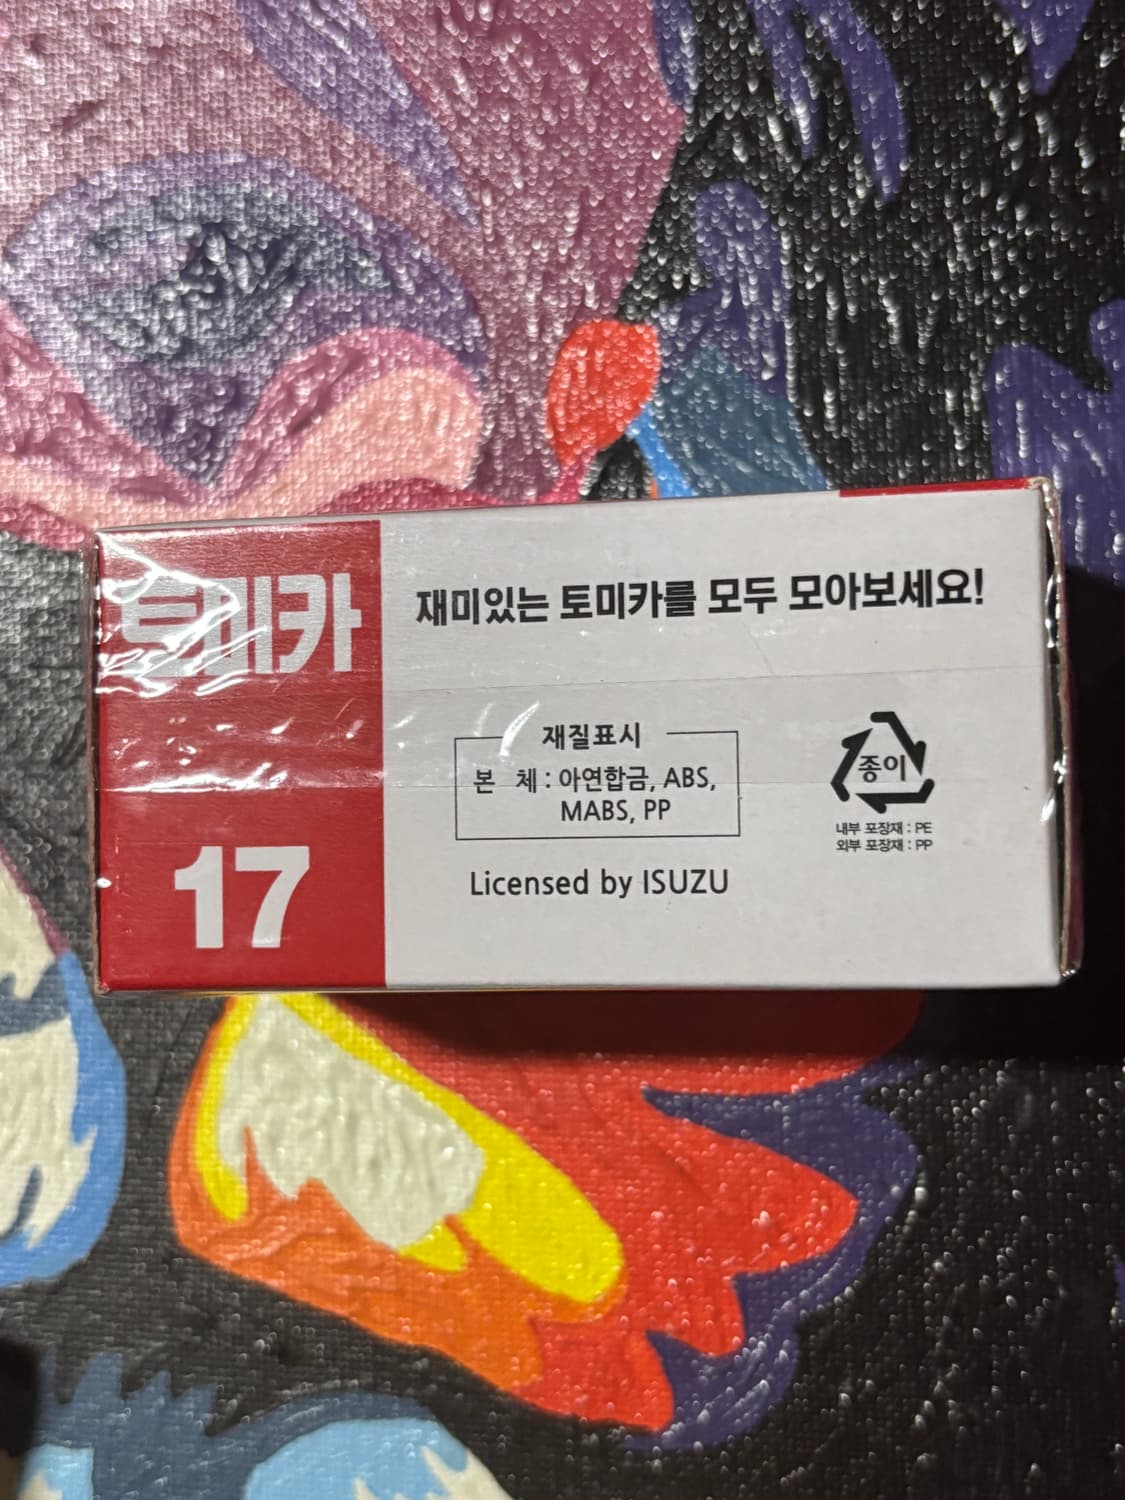 토미카
17
재미있는 토미카를 모두 모아보세요!
재질표시
본 체 : 아연합금, ABS,
MABS, PP
Licensed by ISUZU
종이
내부 포장재 : PE
외부 포장재 : PP